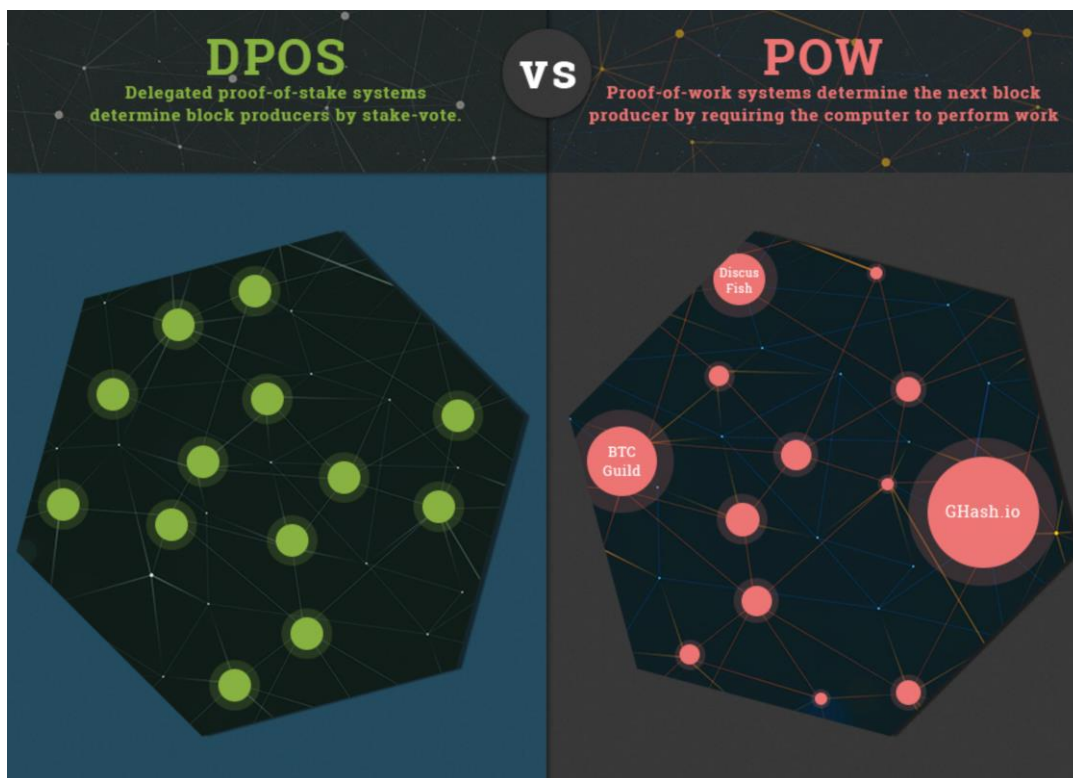 DPOS
Delegated proof-of-stake systems
determine block producers by stake-vote.
VS
POW
Proof-of-work systems determine the next block
producer by requiring the computer to perform work
Discus
Fish
BTC
Guild
GHash.io